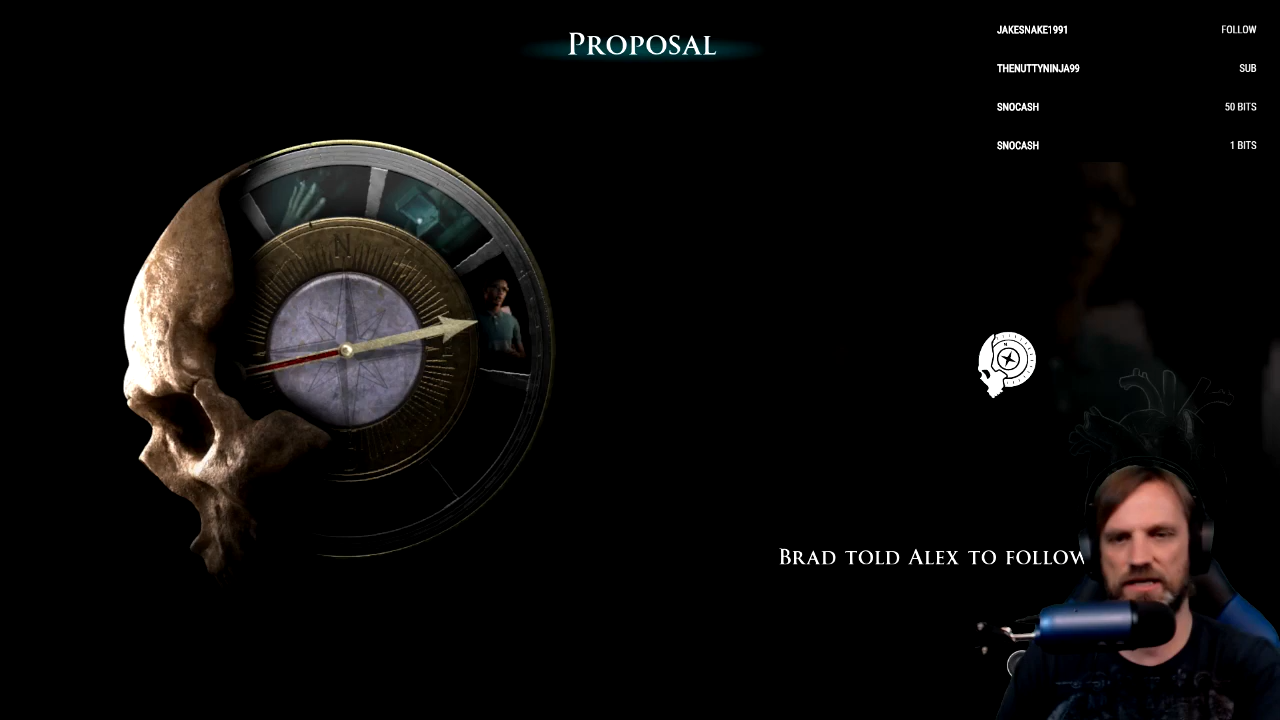 PROPOSAL
JAKESNAKE1991 FOLLOW
THENUTTYNINJA99 SUB
SNOCASH 50 BITS
SNOCASH 1 BITS
N
BRAD TOLD ALEX TO FOLLOW